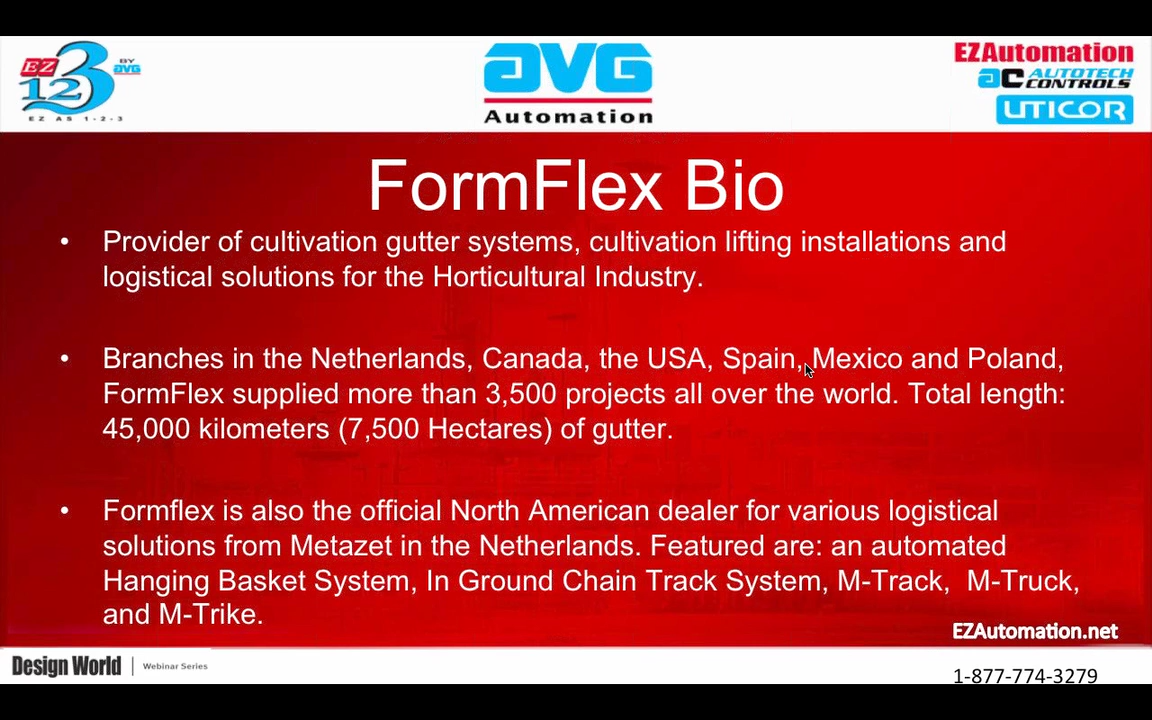 EZ
123
BY
AVG
EZ AS 1-2-3
AVG
Automation
EZAutomation
AC AUTOTECH
CONTROLS
UTICOR
FormFlex Bio
• Provider of cultivation gutter systems, cultivation lifting installations and
logistical solutions for the Horticultural Industry.
• Branches in the Netherlands, Canada, the USA, Spain, Mexico and Poland,
FormFlex supplied more than 3,500 projects all over the world. Total length:
45,000 kilometers (7,500 Hectares) of gutter.
• Formflex is also the official North American dealer for various logistical
solutions from Metazet in the Netherlands. Featured are: an automated
Hanging Basket System, In Ground Chain Track System, M-Track,  M-Truck,
and M-Trike.
EZAutomation.net
Design World | Webinar Series
1-877-774-3279